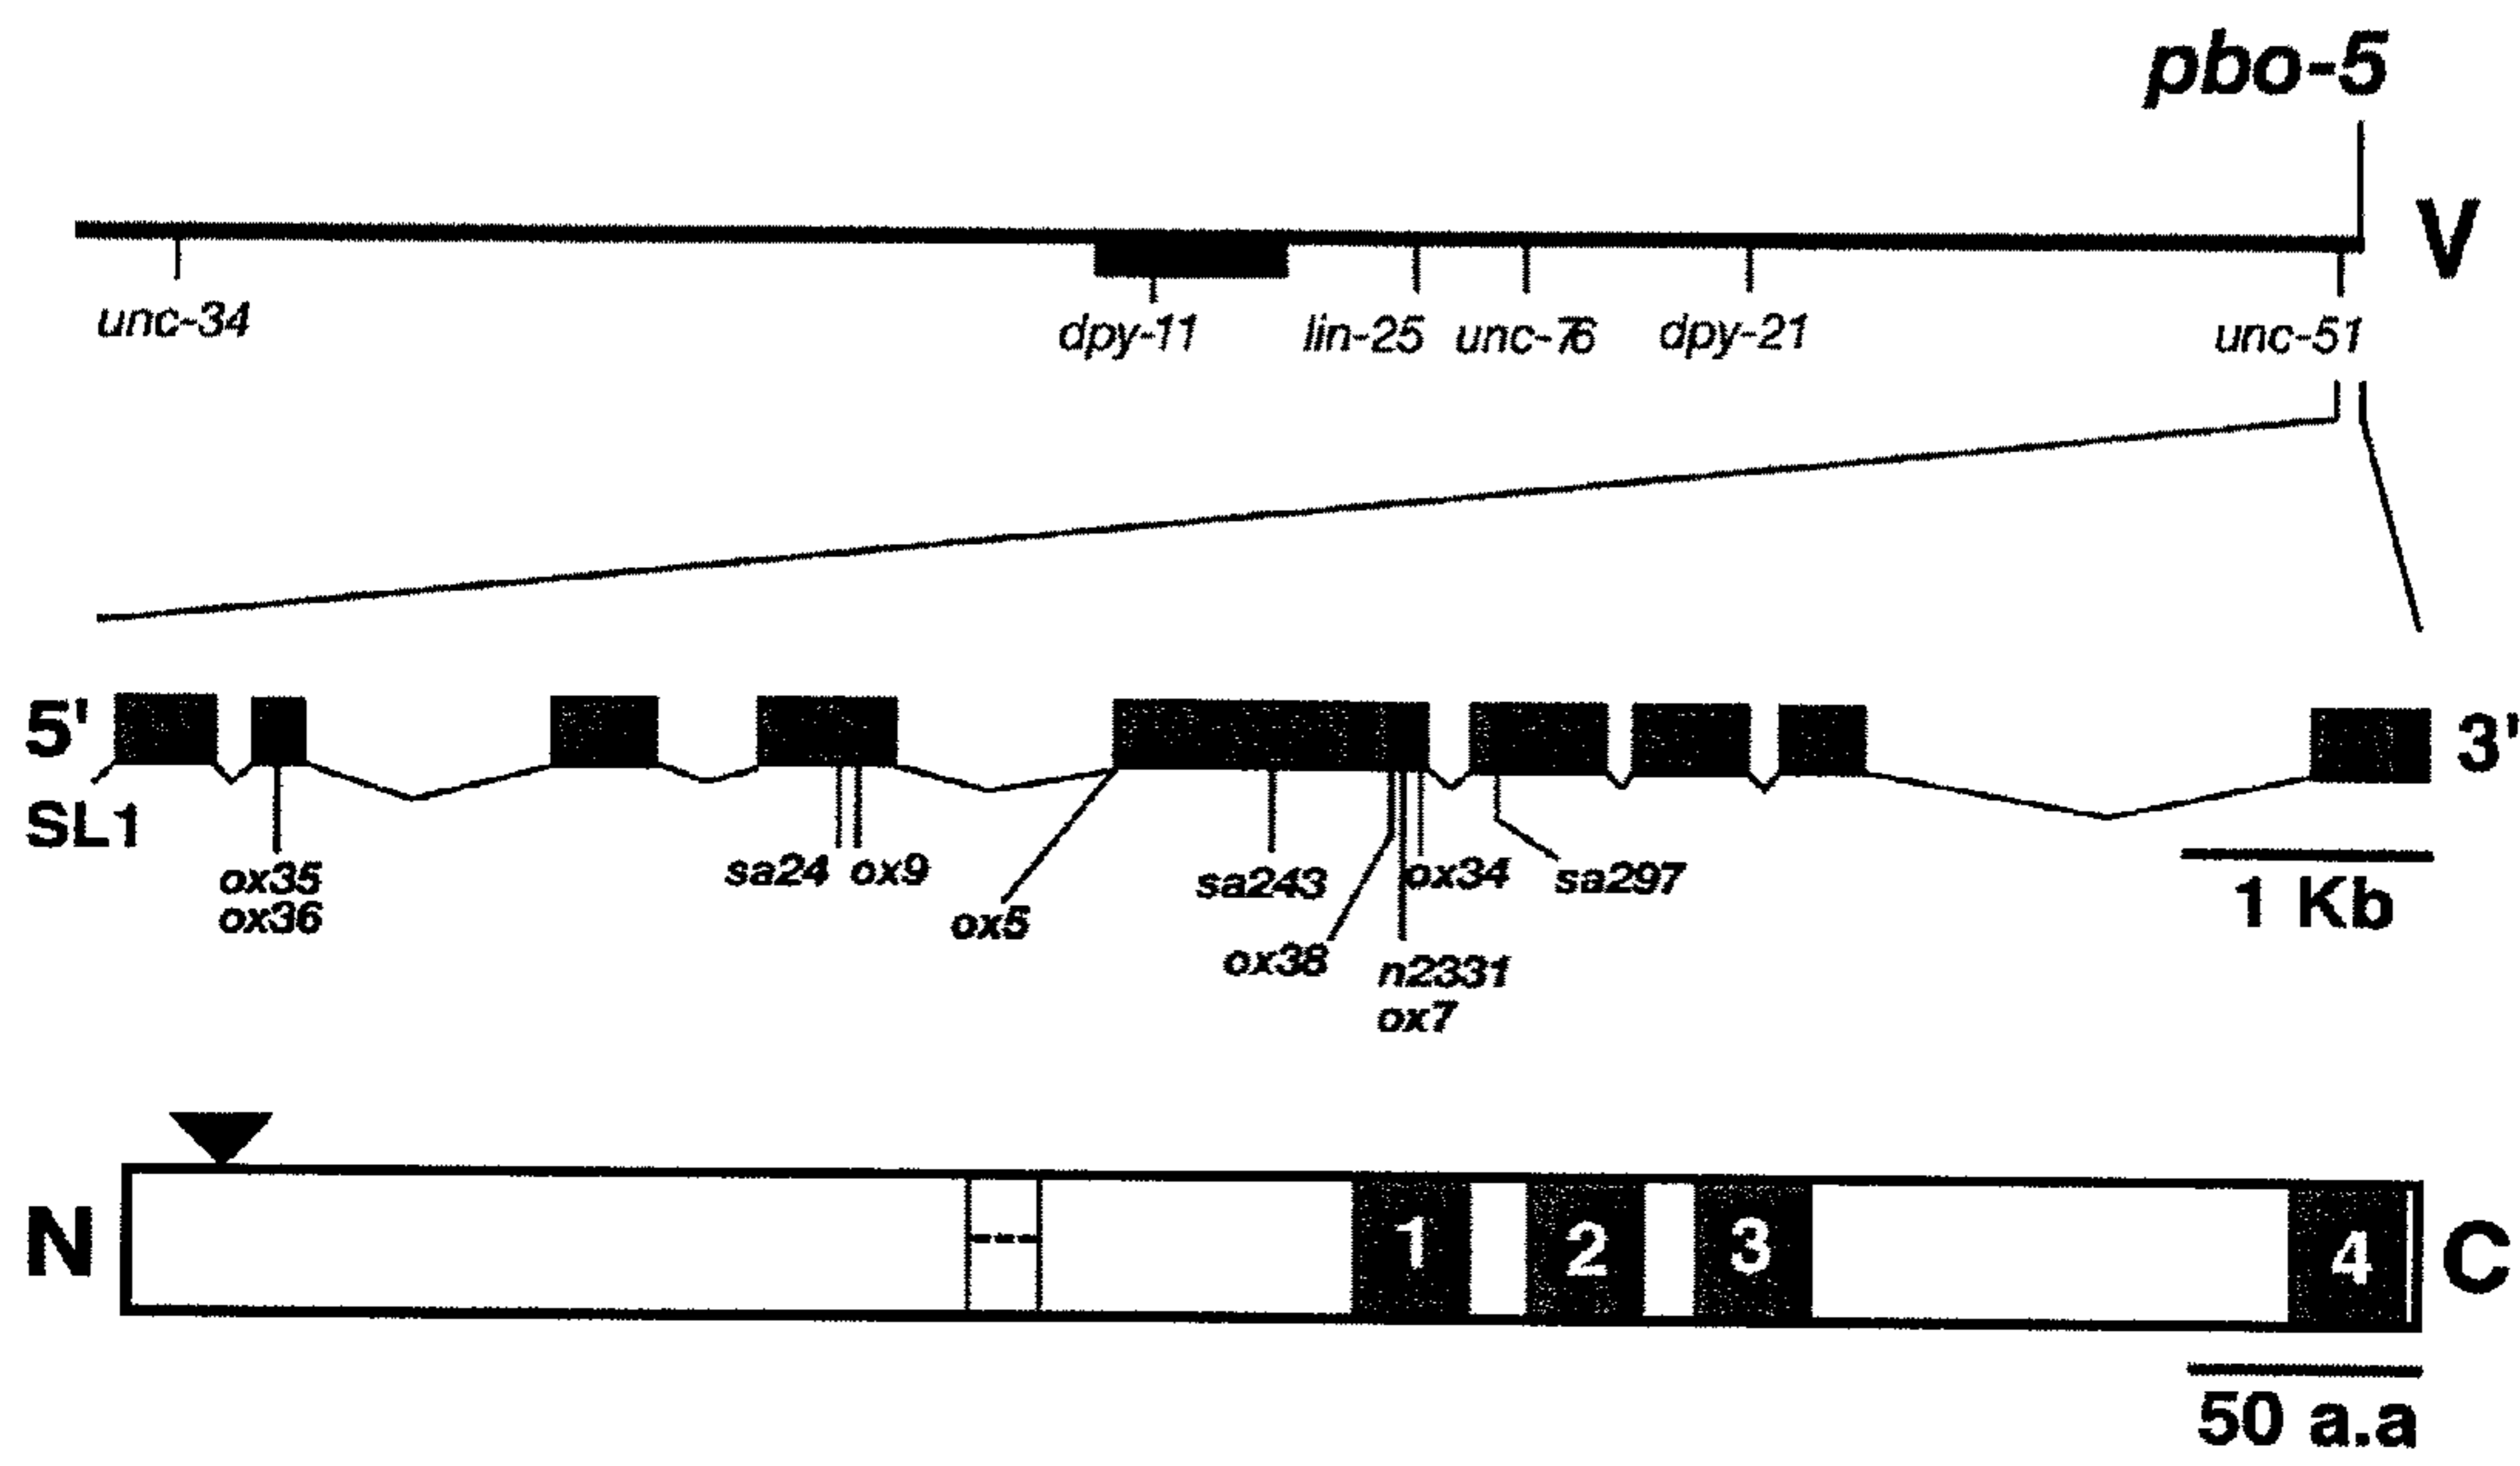 pbo-5
V
unc-34 dpy-11 lin-25 unc-76 dpy-21 unc-51
5' 3'
SL1
ox35
ox36
sa24 ox9
ox5
sa243
ox38
n2331
ox7
ox34
sa297
1 Kb
N 1 2 3 4 C
50 a.a